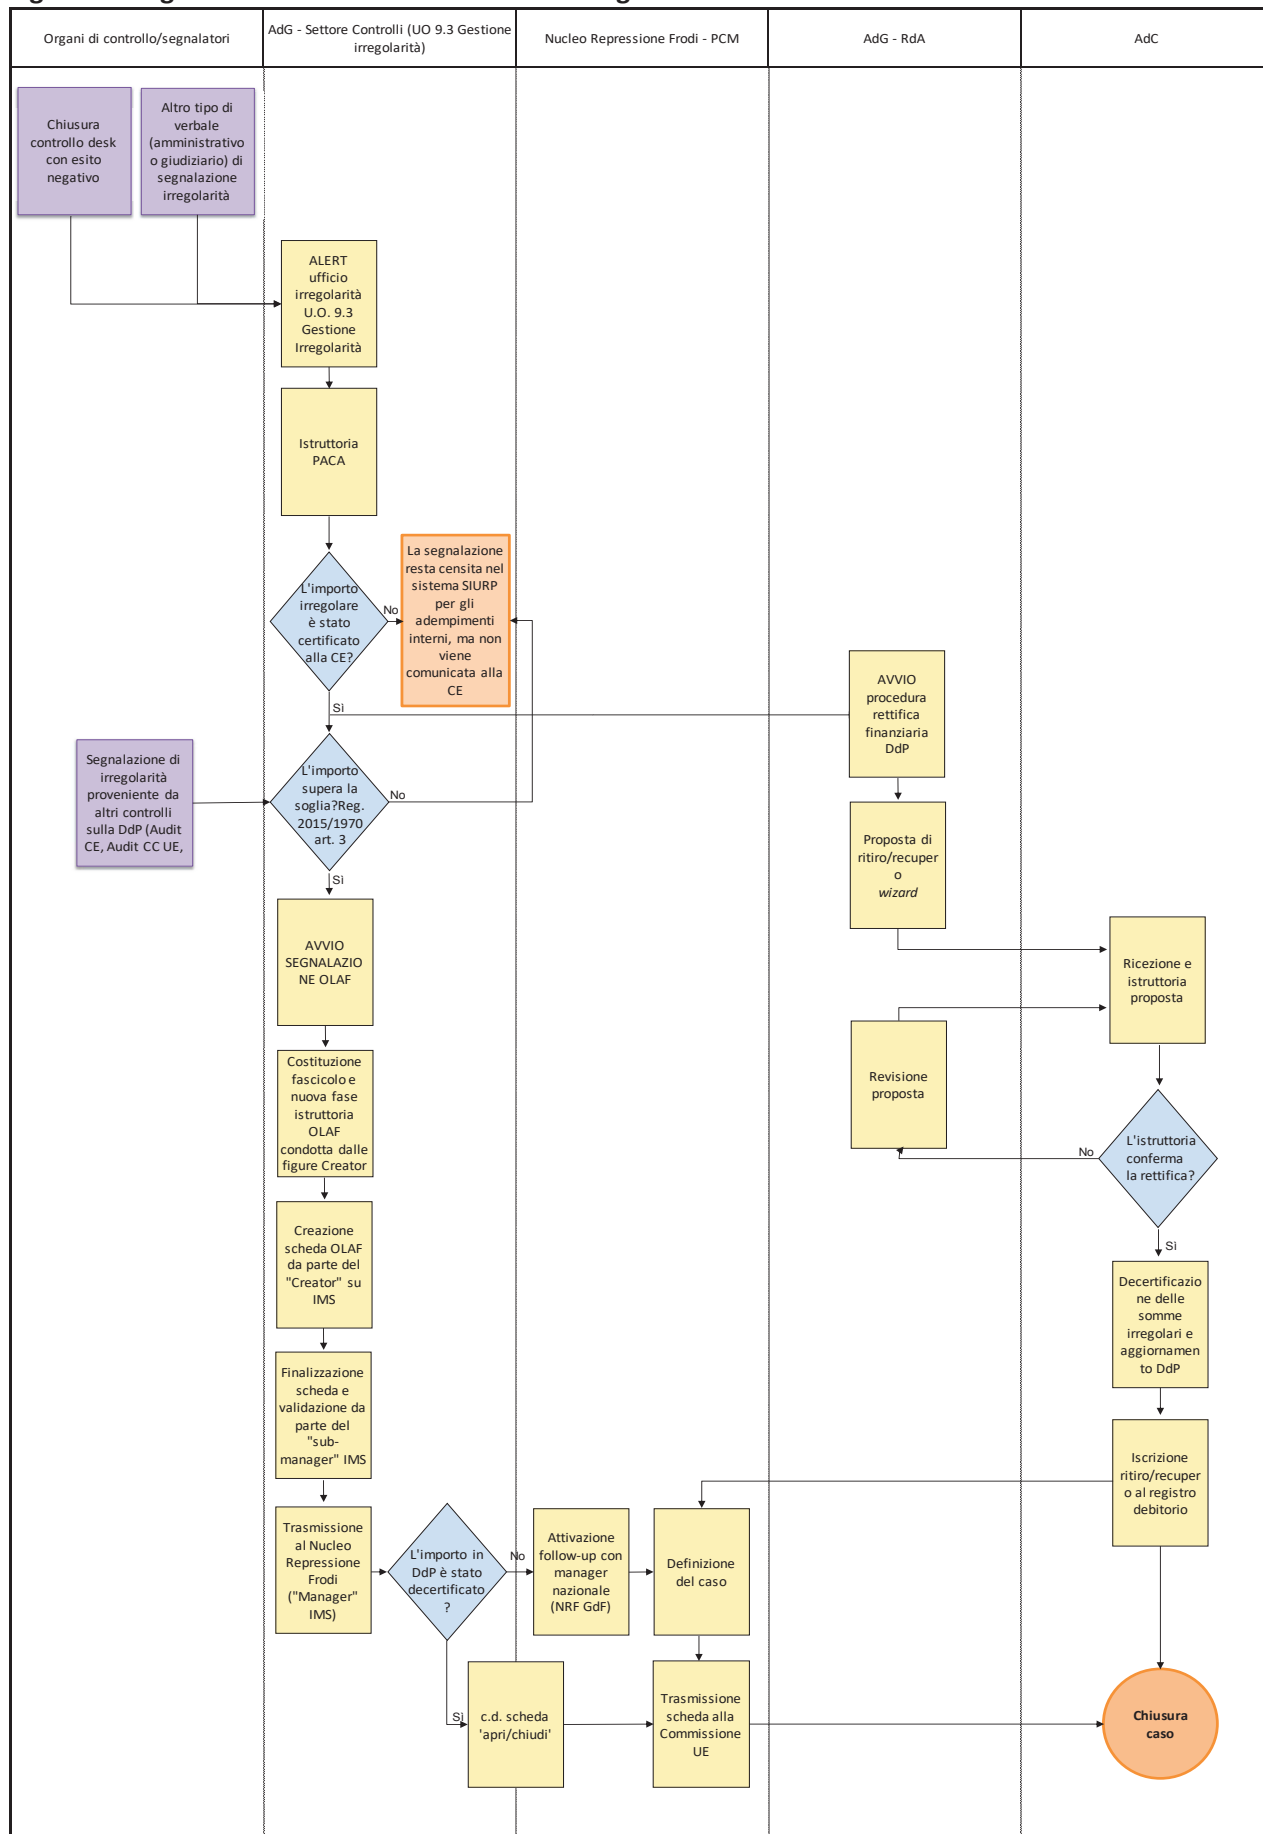 Organi di controllo/segnalatori
AdG - Settore Controlli (UO 9.3 Gestione
irregolarità)
Nucleo Repressione Frodi - PCM
AdG - RdA
AdC
Chiusura
controllo desk
con esito
negativo
Altro tipo di
verbale
(amministrativo
o giudiziario) di
segnalazione
irregolarità
ALERT
ufficio
irregolarità
U.O. 9.3
Gestione
Irregolarità
Istruttoria
PACA
L'importo
irregolare
è stato
certificato
alla CE?
No
La segnalazione
resta censita nel
sistema SIURP
per gli
adempimenti
interni, ma non
viene
comunicata alla
CE
Sì
AVVIO
procedura
rettifica
finanziaria
DdP
Segnalazione di
irregolarità
proveniente da
altri controlli
sulla DdP (Audit
CE, Audit CC UE,
L'importo
supera la
soglia?Reg.
2015/1970
art. 3
No
Sì
Proposta di
ritiro/recuper
o
wizard
AVVIO
SEGNALAZIO
NE OLAF
Ricezione e
istruttoria
proposta
Costituzione
fascicolo e
nuova fase
istruttoria
OLAF
condotta dalle
figure Creator
Revisione
proposta
No
L'istruttoria
conferma
la rettifica?
Sì
Creazione
scheda OLAF
da parte del
"Creator" su
IMS
Decertificazio
ne delle
somme
irregolari e
aggiornamen
to DdP
Finalizzazione
scheda e
validazione da
parte del
"sub-
manager" IMS
Iscrizione
ritiro/recuper
o al registro
debitorio
Trasmissione
al Nucleo
Repressione
Frodi
("Manager"
IMS)
L'importo in
DdP è stato
decertificato
?
No
Attivazione
follow-up con
manager
nazionale
(NRF GdF)
Definizione
del caso
Sì
c.d. scheda
'apri/chiudi'
Trasmissione
scheda alla
Commissione
UE
Chiusura
caso